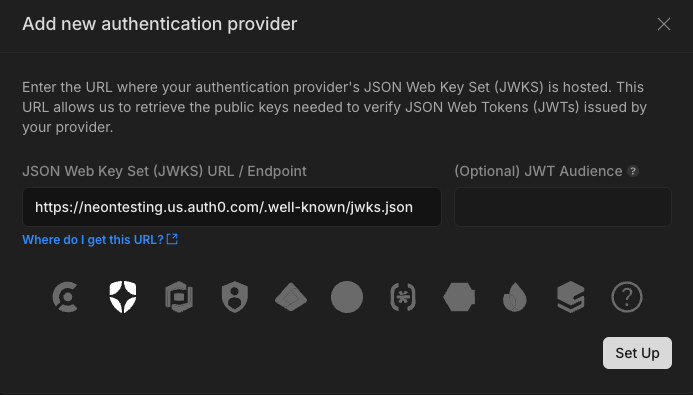 Add new authentication provider
Enter the URL where your authentication provider's JSON Web Key Set (JWKS) is hosted. This
URL allows us to retrieve the public keys needed to verify JSON Web Tokens (JWTs) issued by
your provider.
JSON Web Key Set (JWKS) URL / Endpoint
(Optional) JWT Audience ?
https://neontesting.us.auth0.com/.well-known/jwks.json
Where do I get this URL?
Set Up